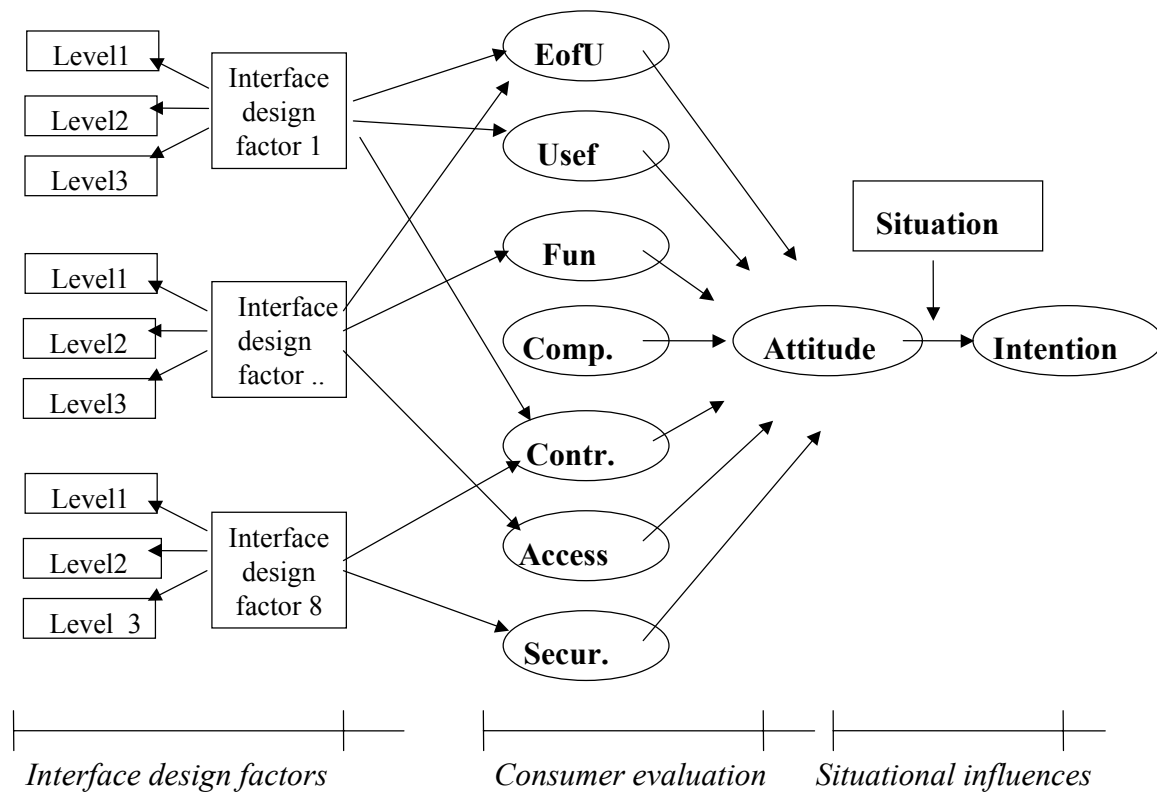 Level1
Level2
Level3
Interface
design
factor 1
Level1
Level2
Level3
Interface
design
factor ..
Level1
Level2
Level 3
Interface
design
factor 8
EofU
Usef
Fun
Comp.
Contr.
Access
Secur.
Attitude
Situation
Intention
Interface design factors
Consumer evaluation
Situational influences